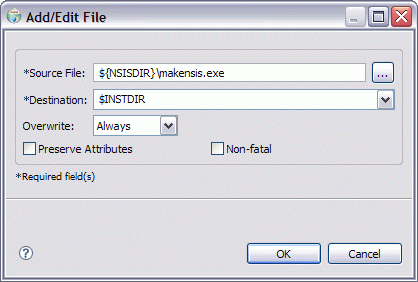 Add/Edit File
*Source File: ${NSISDIR}\makensis.exe ...
*Destination: $INSTDIR
Overwrite: Always
Preserve Attributes Non-fatal
*Required field(s)
? OK Cancel